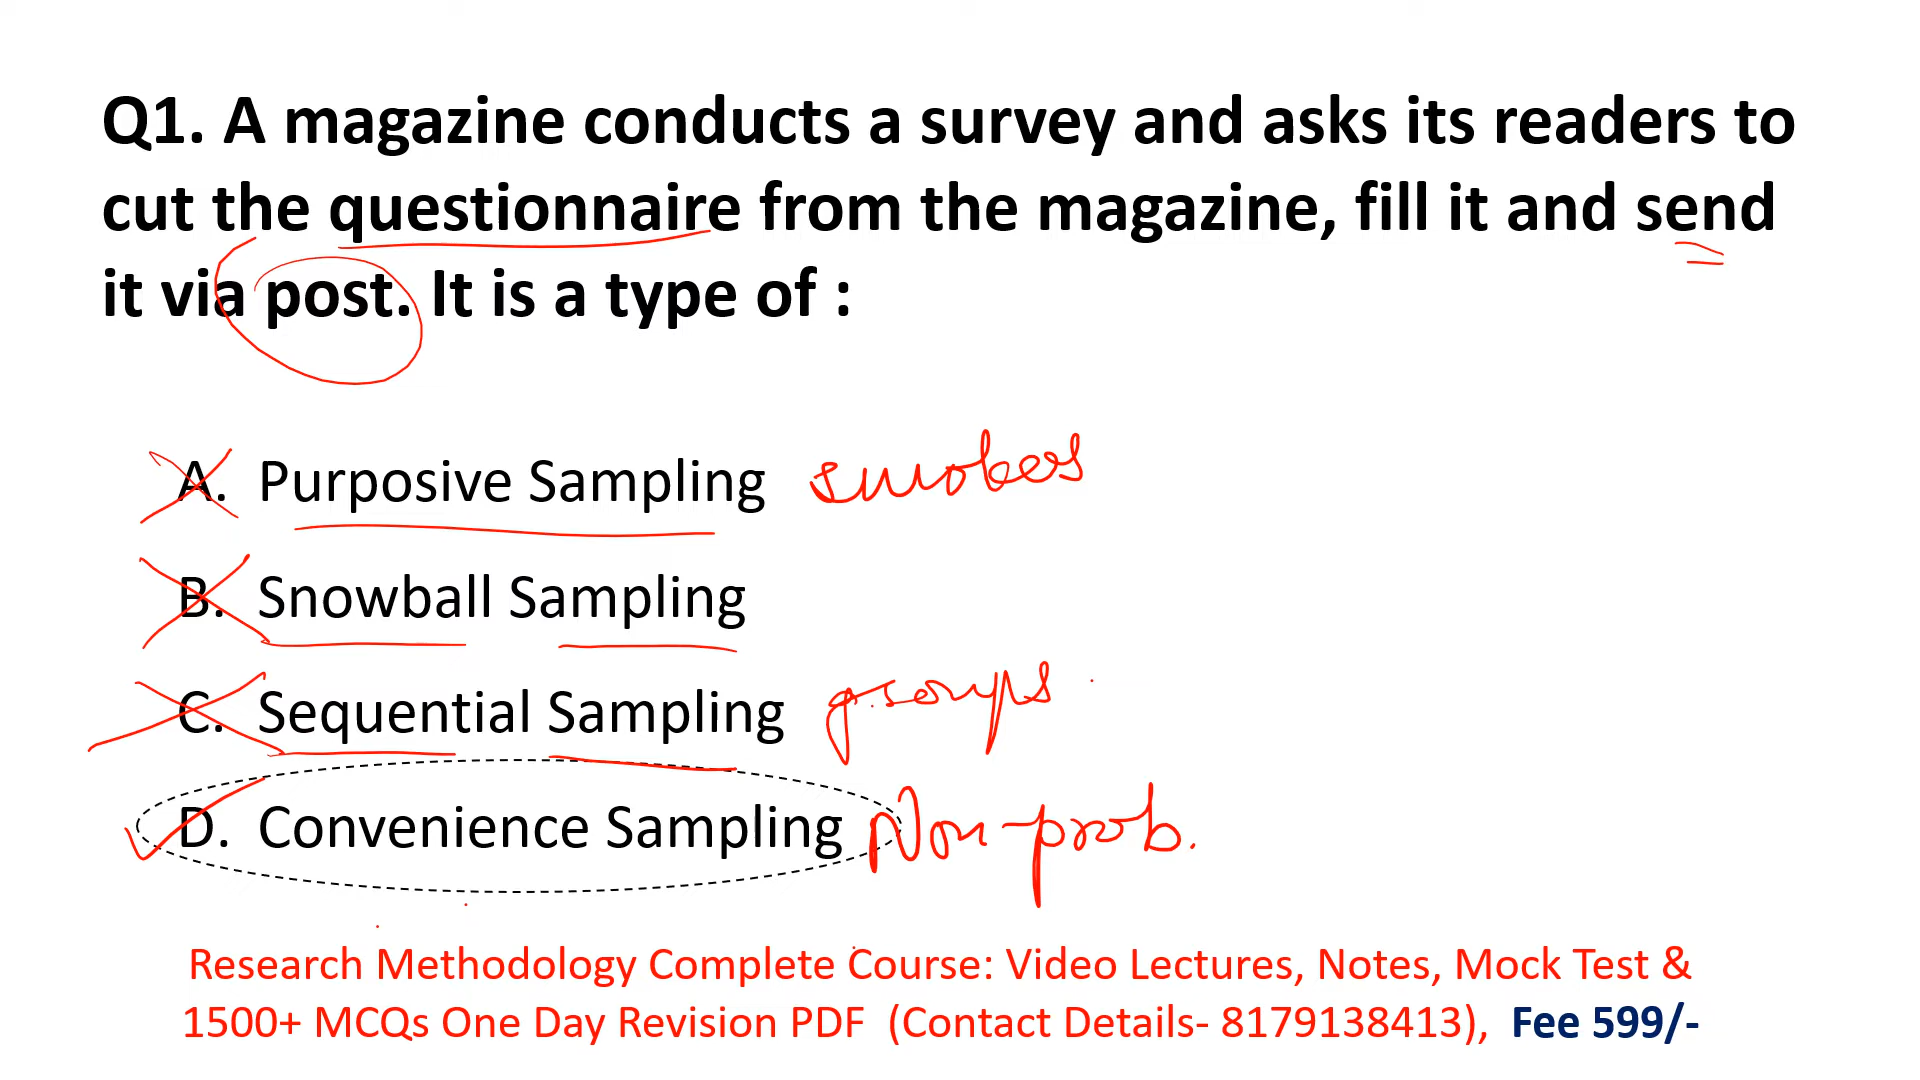 Q1. A magazine conducts a survey and asks its readers to
cut the questionnaire from the magazine, fill it and send
it via post. It is a type of :
A. Purposive Sampling smokers
B. Snowball Sampling
C. Sequential Sampling groups
D. Convenience Sampling Non-prob.
Research Methodology Complete Course: Video Lectures, Notes, Mock Test &
1500+ MCQs One Day Revision PDF (Contact Details- 8179138413), Fee 599/-